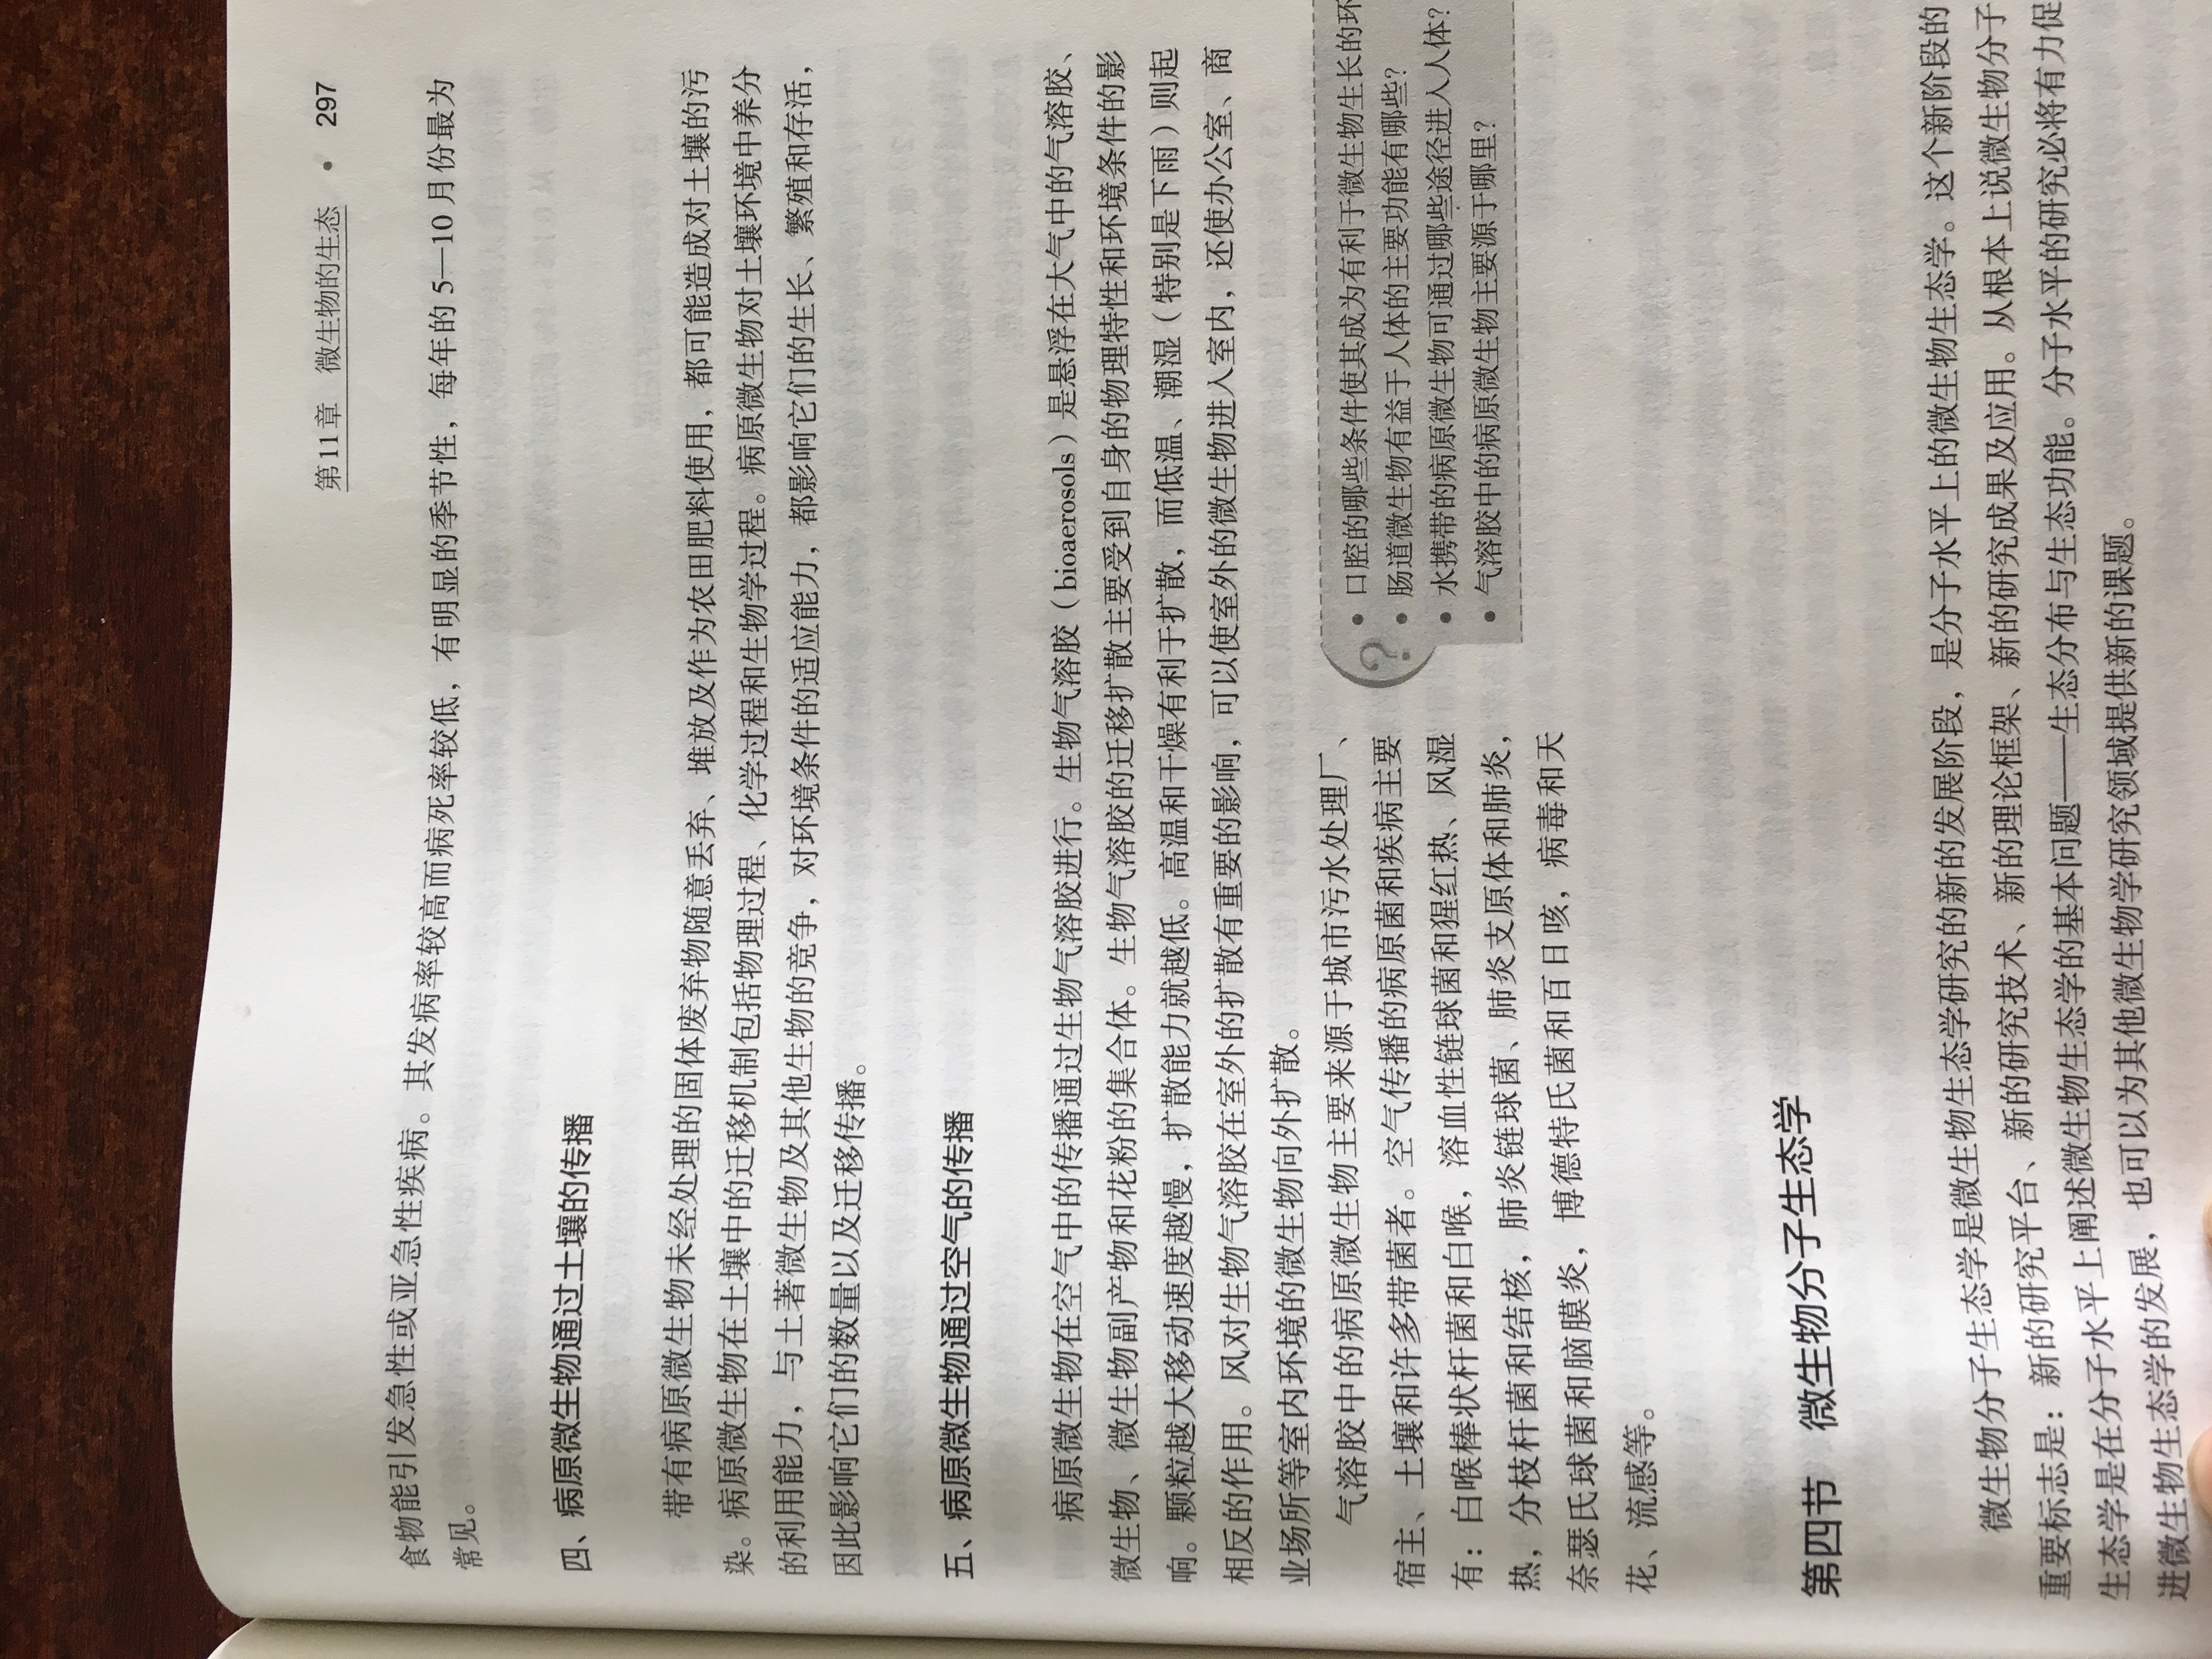 第11章　微生物的生态 • 297
食物能引发急性或亚急性疾病。其发病率较高而病死率较低，有明显的季节性，每年的 5—10 月份最为
常见。
四、病原微生物通过土壤的传播
带有病原微生物未经处理的固体废弃物随意丢弃、堆放及作为农田肥料使用，都可能造成对土壤的污
染。病原微生物在土壤中的迁移机制包括物理过程、化学过程和生物学过程。病原微生物对土壤环境中养分
的利用能力，与土著微生物及其他生物的竞争，对环境条件的适应能力，都影响它们的生长、繁殖和存活，
因此影响它们的数量以及迁移传播。
五、病原微生物通过空气的传播
病原微生物在空气中的传播通过生物气溶胶进行。生物气溶胶（bioaerosols）是悬浮在大气中的气溶胶、
微生物、微生物副产物和花粉的集合体。生物气溶胶的迁移扩散主要受到自身的物理特性和环境条件的影
响。颗粒越大移动速度越慢，扩散能力就越低。高温和干燥有利于扩散，而低温、潮湿（特别是下雨）则起
相反的作用。风对生物气溶胶在室外的扩散有重要的影响，可以使室外的微生物进入室内，还使办公室、商
业场所等室内环境的微生物向外扩散。
气溶胶中的病原微生物主要来源于城市污水处理厂、
宿主、土壤和许多带菌者。空气传播的病原菌和疾病主要
有：白喉棒状杆菌和白喉，溶血性链球菌和猩红热、风湿
热，分枝杆菌和结核，肺炎链球菌、肺炎支原体和肺炎，
奈瑟氏球菌和脑膜炎，博德特氏菌和百日咳，病毒和天
花、流感等。
?
• 口腔的哪些条件使其成为有利于微生物生长的环
• 肠道微生物有益于人体的主要功能有哪些？
• 水携带的病原微生物可通过哪些途径进入人体？
• 气溶胶中的病原微生物主要源于哪里？
第四节　微生物分子生态学
微生物分子生态学是微生物生态学研究的新的发展阶段，是分子水平上的微生物生态学。这个新阶段的
重要标志是：新的研究平台、新的研究技术、新的理论框架、新的研究成果及应用。从根本上说微生物分子
生态学是在分子水平上阐述微生物生态学的基本问题——生态分布与生态功能。分子水平的研究必将有力促
进微生物生态学的发展，也可以为其他微生物学研究领域提供新的课题。